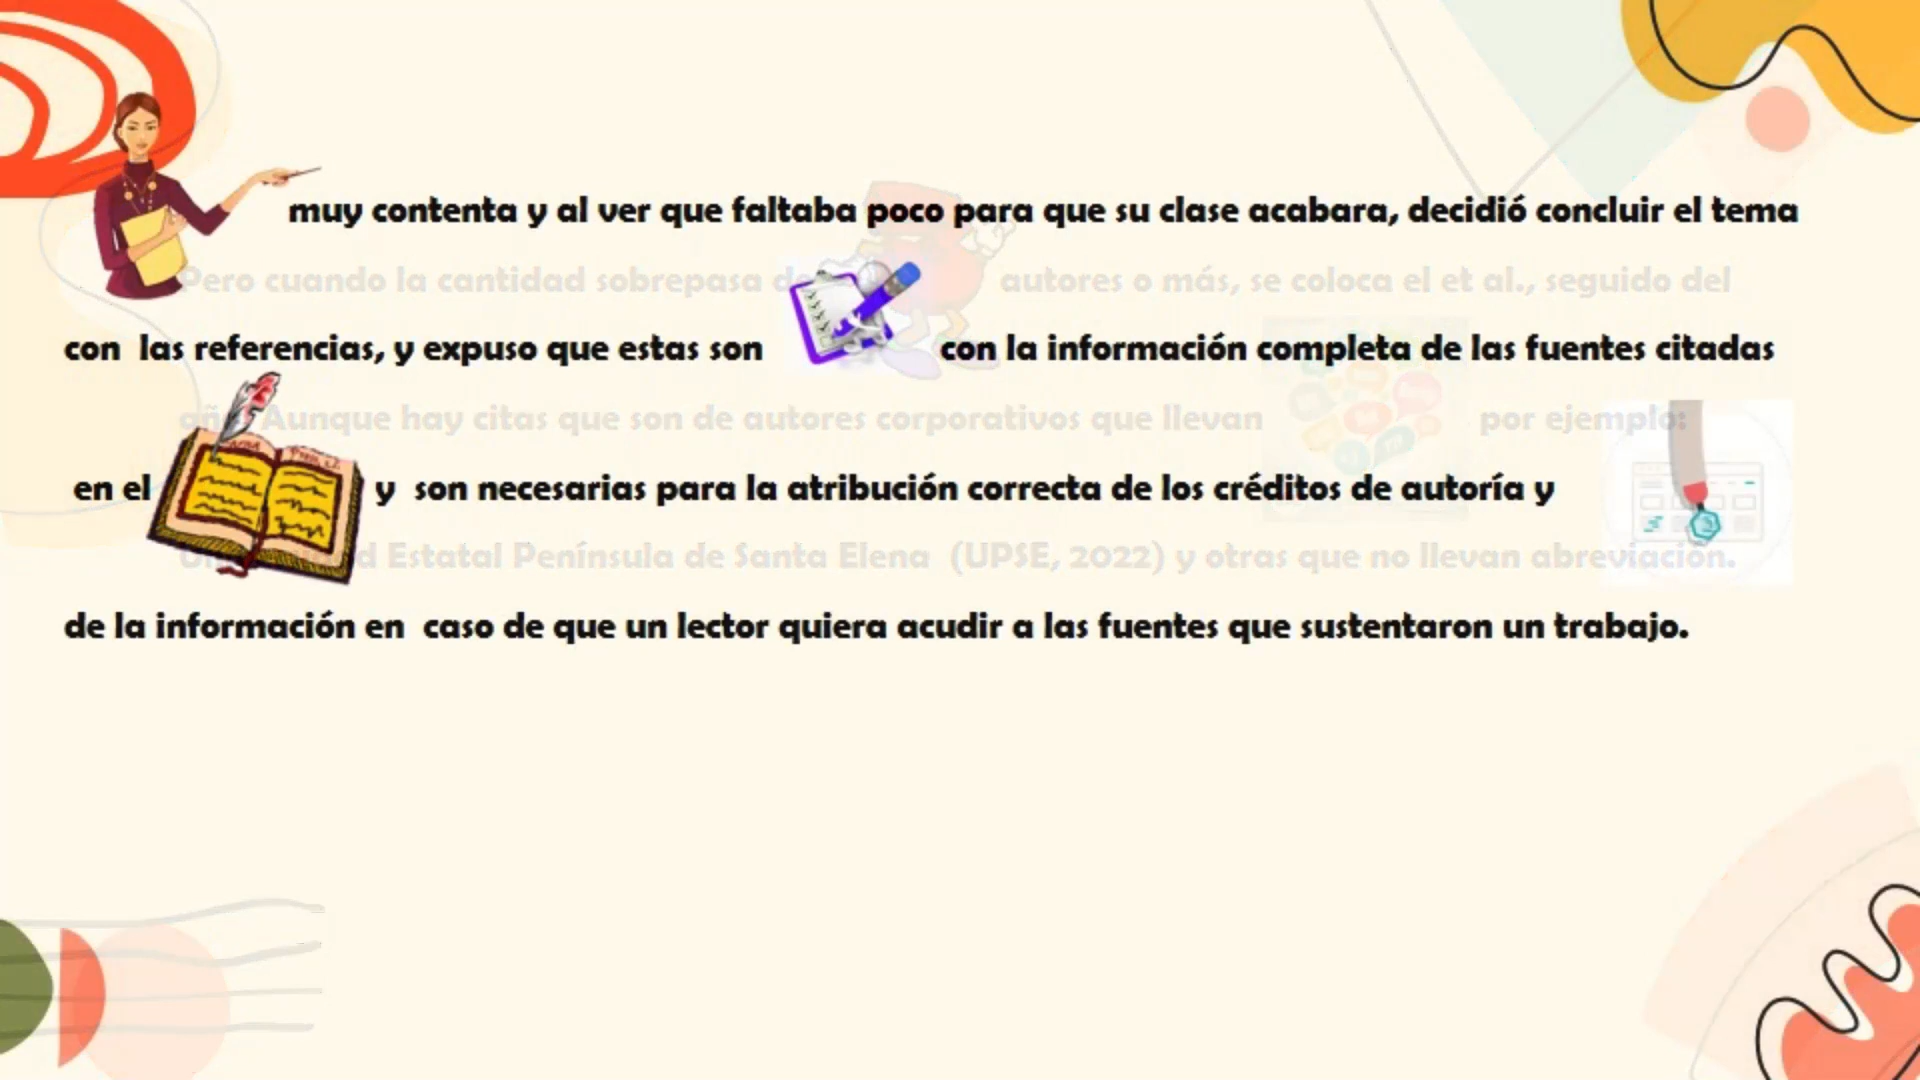 muy contenta y al ver que faltaba poco para que su clase acabara, decidió concluir el tema
Pero cuando la cantidad sobrepasa autores o más, se coloca el et al., seguido del
con las referencias, y expuso que estas son con la información completa de las fuentes citadas
Aunque hay citas que son de autores corporativos que llevan por ejemplo:
en el y son necesarias para la atribución correcta de los créditos de autoría y
Estatal Península de Santa Elena (UPSE, 2022) y otras que no llevan abreviación.
de la información en caso de que un lector quiera acudir a las fuentes que sustentaron un trabajo.